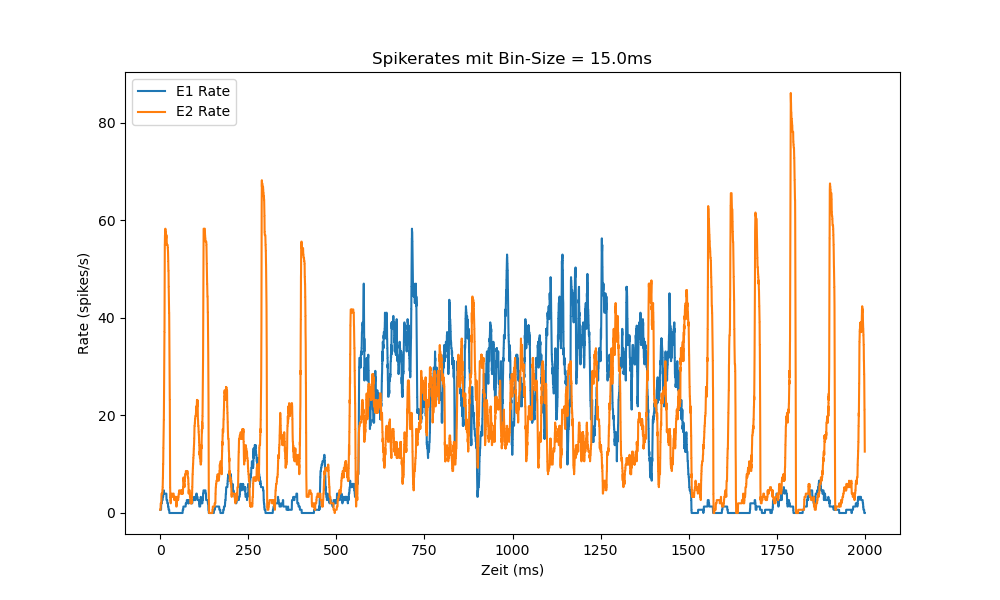 Spikerates mit Bin-Size = 15.0ms
E1 Rate
E2 Rate
80
60
40
20
0
Rate (spikes/s)
0 250 500 750 1000 1250 1500 1750 2000
Zeit (ms)